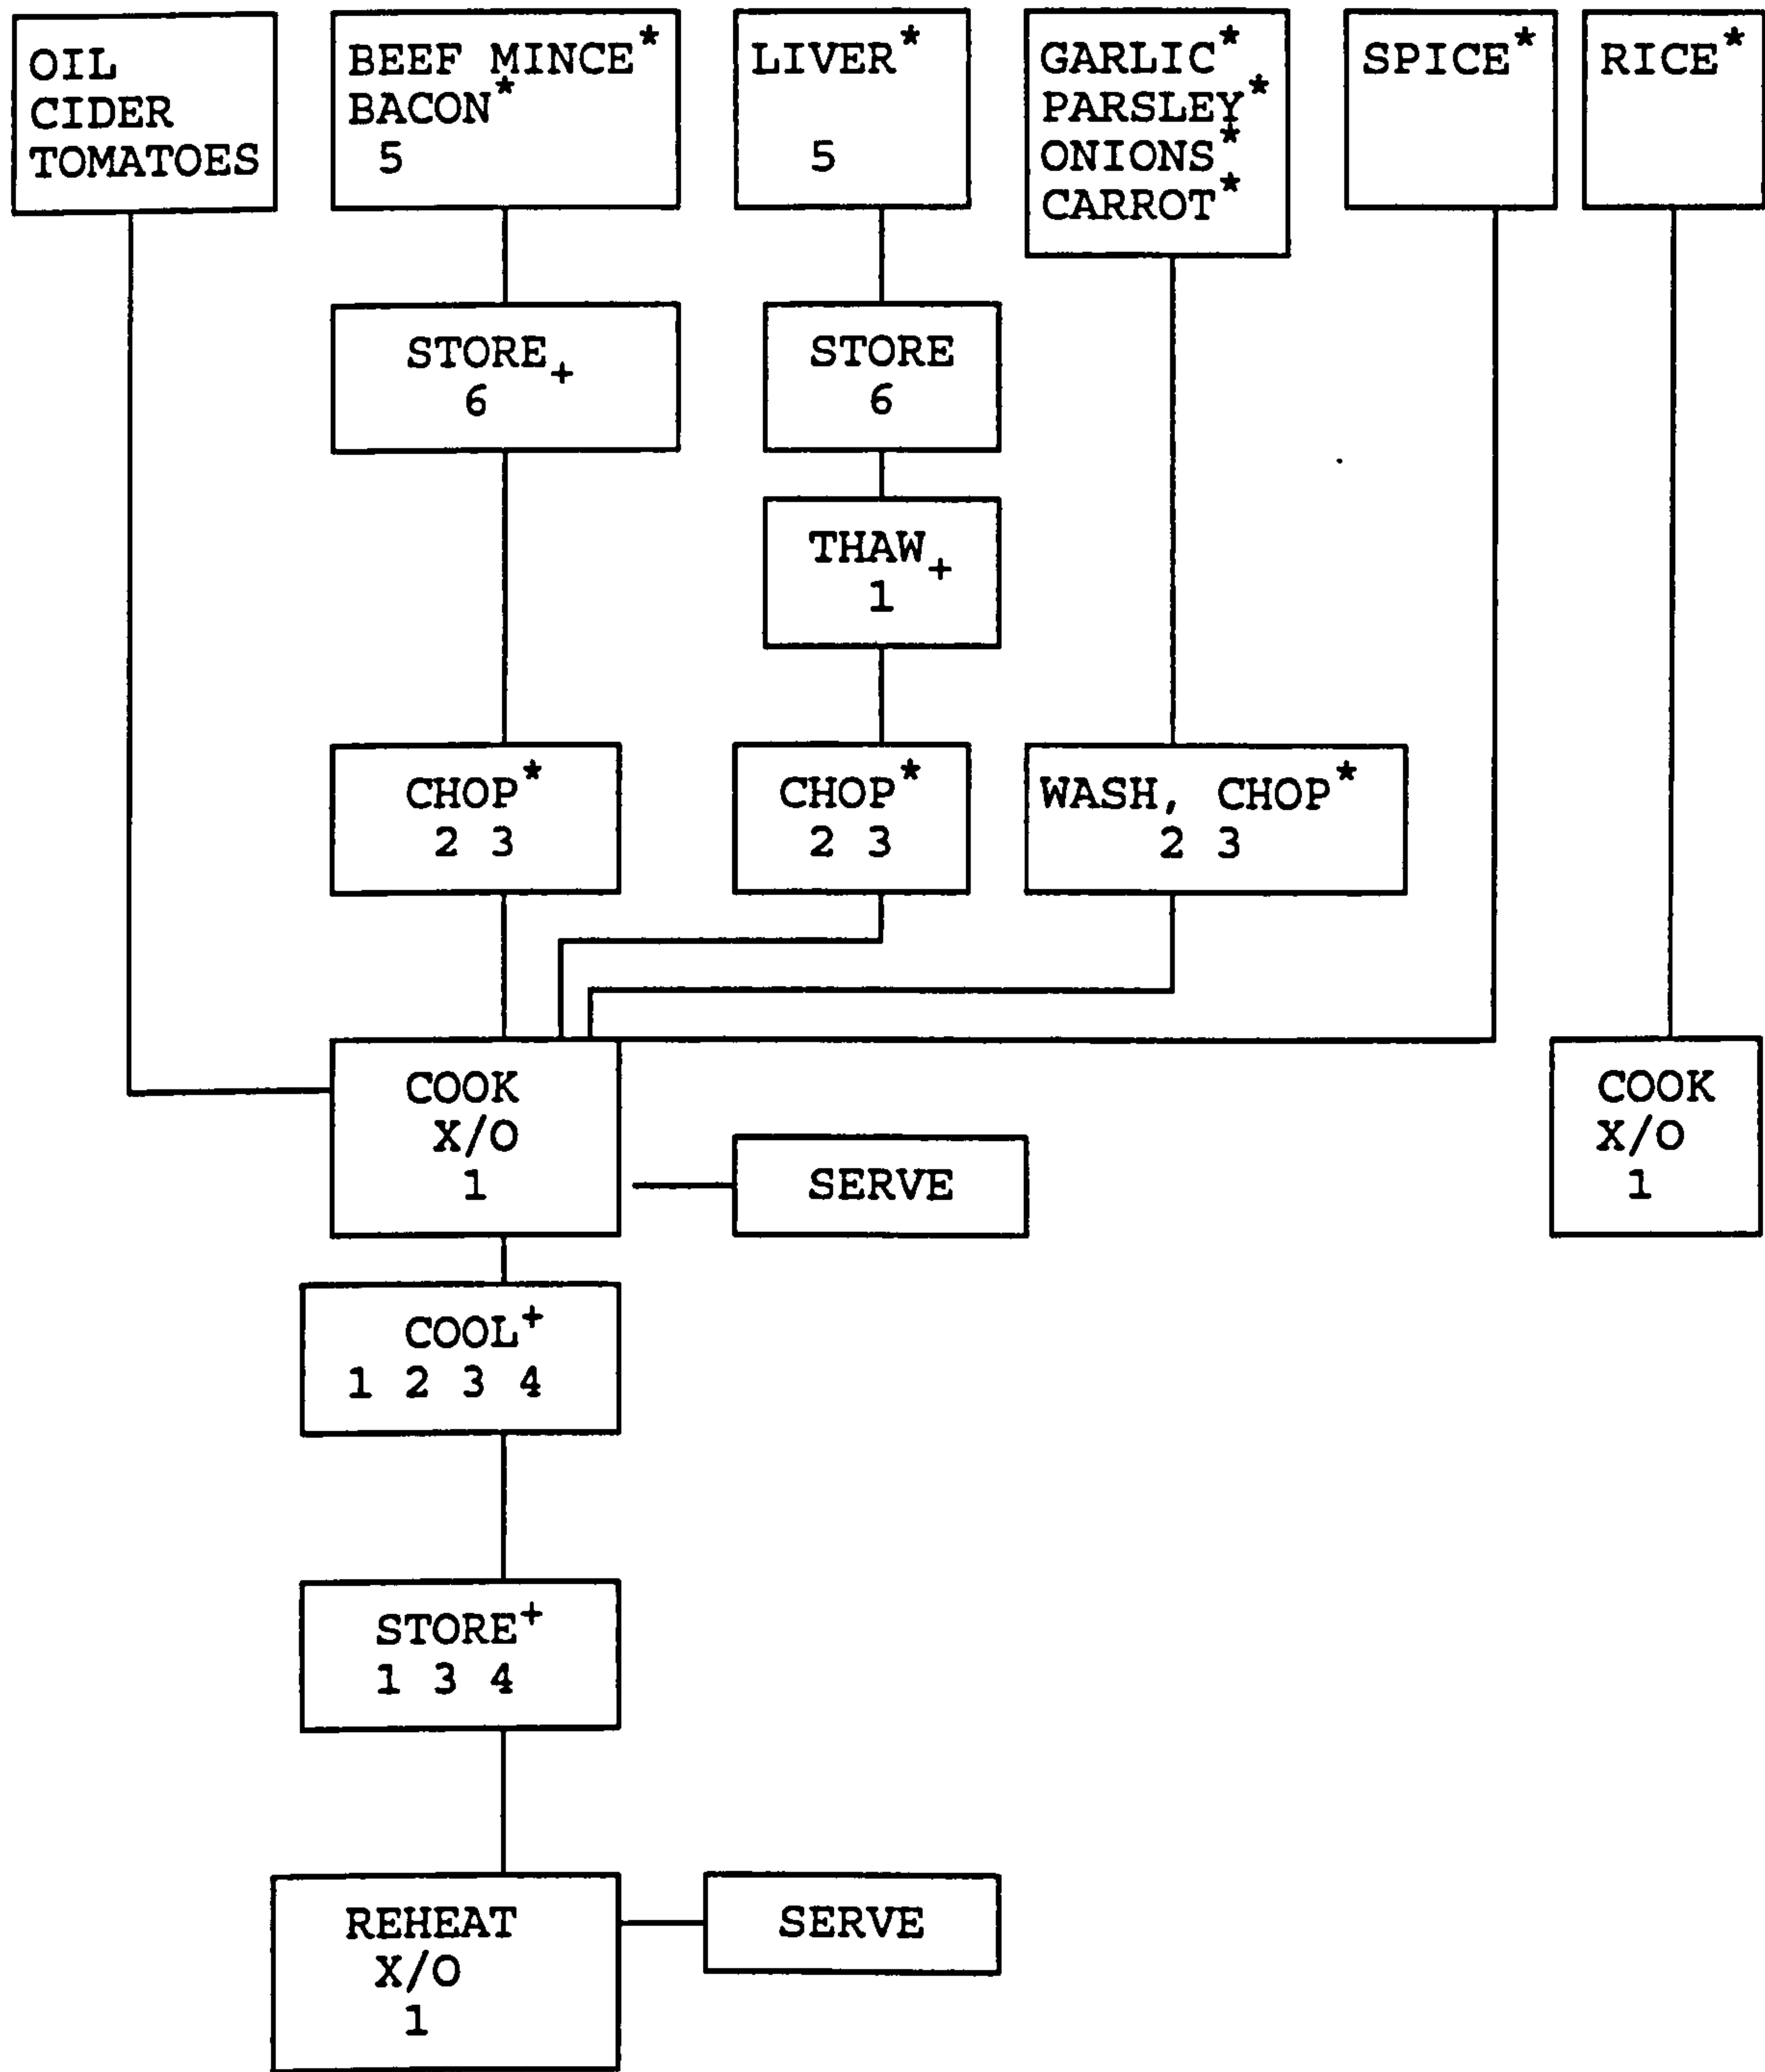 OIL
CIDER
TOMATOES
BEEF MINCE*
BACON*
5
LIVER*
5
GARLIC*
PARSLEY*
ONIONS*
CARROT*
SPICE*
RICE*
STORE+
6
STORE
6
THAW+
1
CHOP*
2 3
CHOP*
2 3
WASH, CHOP*
2 3
COOK
X/O
1
SERVE
COOK
X/O
1
COOL+
1 2 3 4
STORE+
1 3 4
REHEAT
X/O
1
SERVE